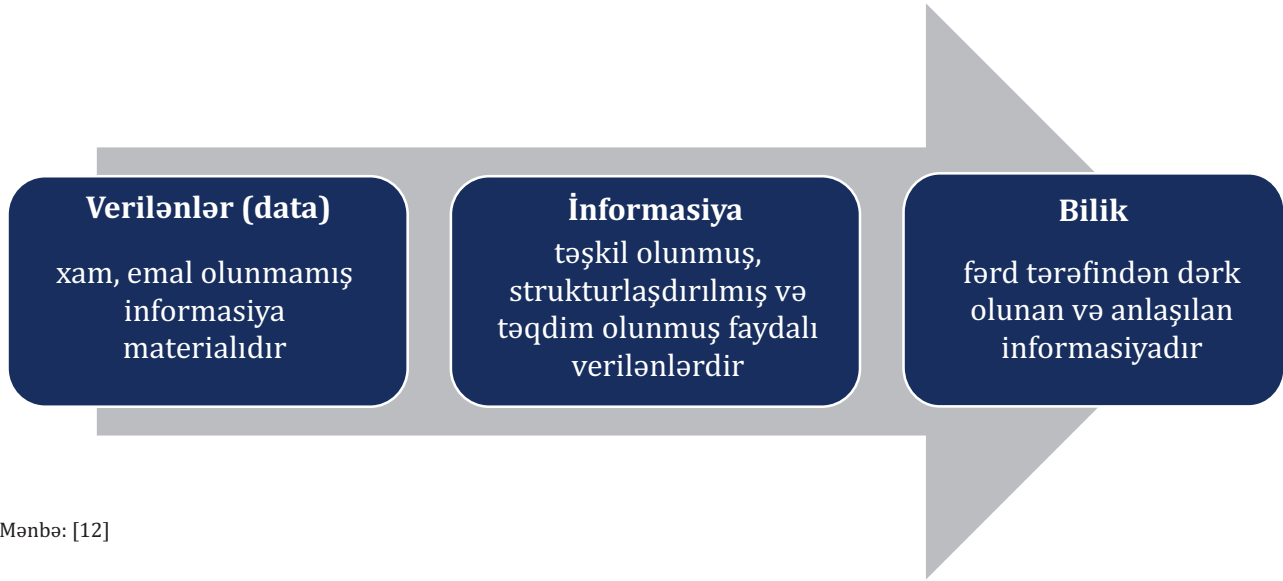 Verilənlər (data)
xam, emal olunmamış
informasiya
materialıdır
İnformasiya
təşkil olunmuş,
strukturlaşdırılmış və
təqdim olunmuş faydalı
verilənlərdir
Bilik
fərd tərəfindən dərk
olunan və anlaşılan
informasiyadır
Mənbə: [12]